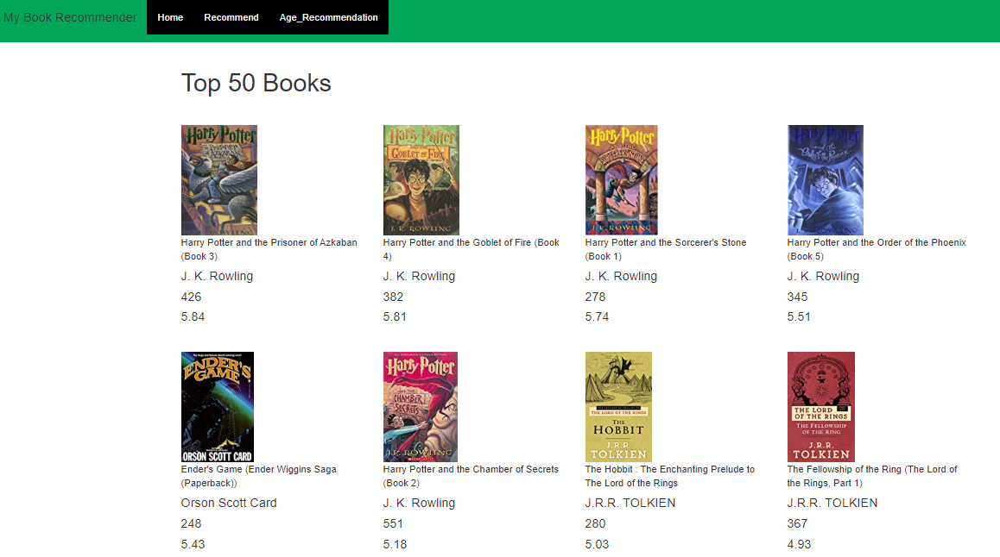 My Book Recommender Home Recommend Age_Recommendation
Top 50 Books
Harry Potter
Harry Potter and the Prisoner of Azkaban
(Book 3)
J. K. Rowling
426
5.84
Harry Potter
GOBLET OF FIRE
J. K. ROWLING
Harry Potter and the Goblet of Fire (Book
4)
J. K. Rowling
382
5.81
Harry Potter
J. K. ROWLING
Harry Potter and the Sorcerer's Stone
(Book 1)
J. K. Rowling
278
5.74
Harry Potter
Harry Potter and the Order of the Phoenix
(Book 5)
J. K. Rowling
345
5.51
ENDER'S
GAME
ORSON SCOTT CARD
Ender's Game (Ender Wiggins Saga
(Paperback))
Orson Scott Card
248
5.43
Harry Potter
AND THE
CHAMBER OF
SECRETS
J.K. ROWLING
SCHOLASTIC
Harry Potter and the Chamber of Secrets
(Book 2)
J. K. Rowling
551
5.18
THE ENCHANTING PRELUDE TO
THE LORD OF THE RINGS
THE
HOBBIT
J.R.R.
TOLKIEN
The Hobbit : The Enchanting Prelude to
The Lord of the Rings
J.R.R. TOLKIEN
280
5.03
THE LORD
OF THE RINGS
THE FELLOWSHIP
OF THE RING
J.R.R.
TOLKIEN
The Fellowship of the Ring (The Lord of
the Rings, Part 1)
J.R.R. TOLKIEN
367
4.93